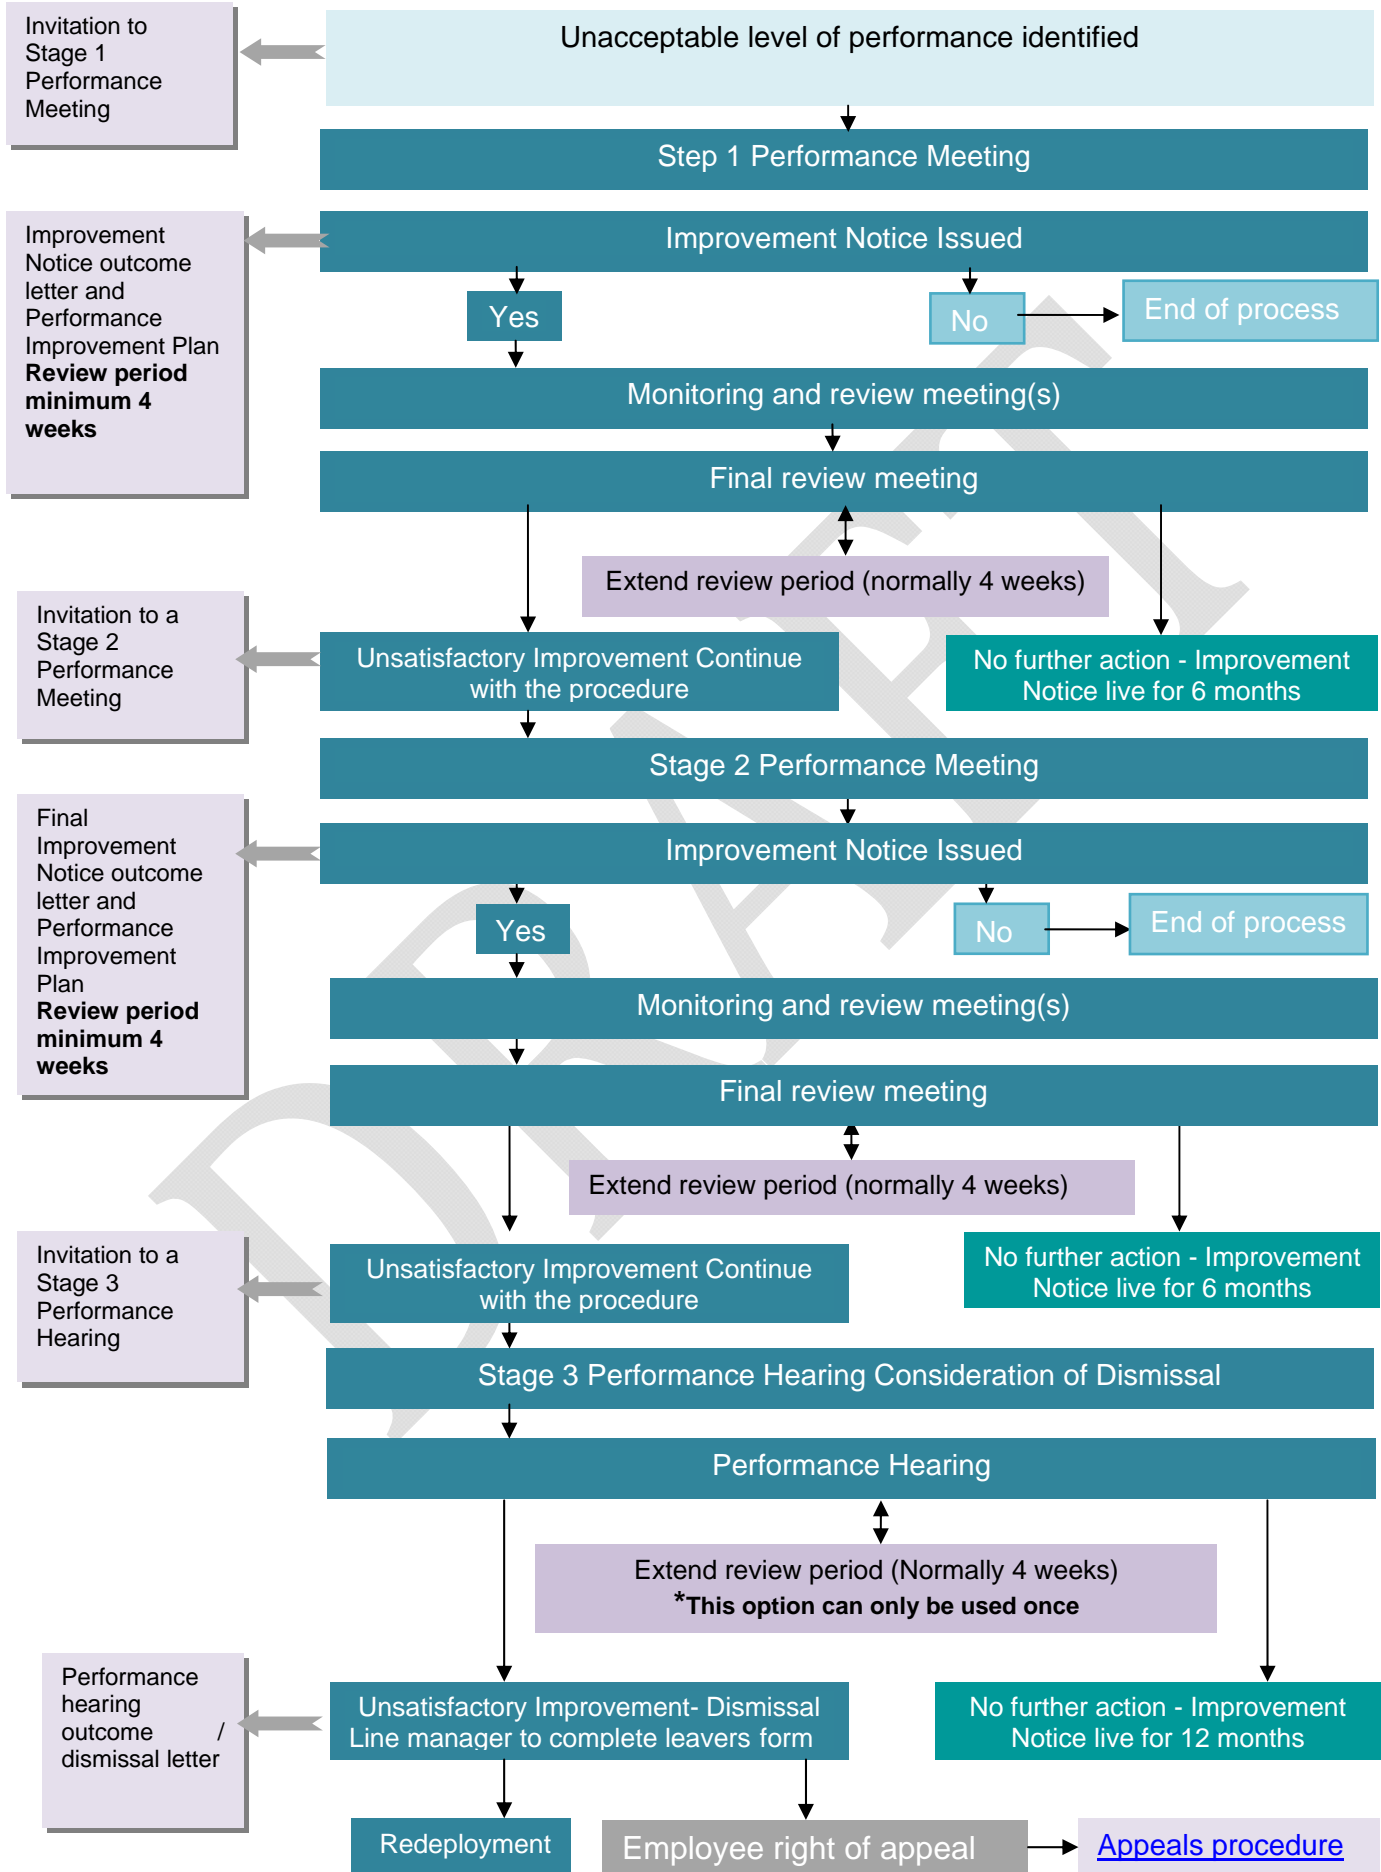 Invitation to
Stage 1
Performance
Meeting
Unacceptable level of performance identified
Step 1 Performance Meeting
Improvement
Notice outcome
letter and
Performance
Improvement Plan
Review period
minimum 4
weeks
Improvement Notice Issued
Yes
No
End of process
Monitoring and review meeting(s)
Final review meeting
Extend review period (normally 4 weeks)
Invitation to a
Stage 2
Performance
Meeting
Unsatisfactory Improvement Continue
with the procedure
No further action - Improvement
Notice live for 6 months
Stage 2 Performance Meeting
Final
Improvement
Notice outcome
letter and
Performance
Improvement
Plan
Review period
minimum 4
weeks
Improvement Notice Issued
Yes
No
End of process
Monitoring and review meeting(s)
Final review meeting
Extend review period (normally 4 weeks)
Invitation to a
Stage 3
Performance
Hearing
Unsatisfactory Improvement Continue
with the procedure
No further action - Improvement
Notice live for 6 months
Stage 3 Performance Hearing Consideration of Dismissal
Performance Hearing
Extend review period (Normally 4 weeks)
*This option can only be used once
Performance
hearing
outcome /
dismissal letter
Unsatisfactory Improvement- Dismissal
Line manager to complete leavers form
No further action - Improvement
Notice live for 12 months
Redeployment
Employee right of appeal
Appeals procedure
DRAFT